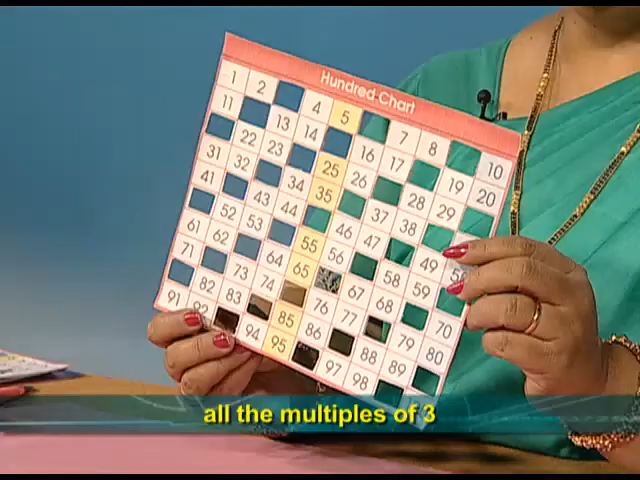 Hundred Chart
1 2 4 5 7 8 10
11 13 14 16 17 19 20
22 23 25 26 28 29
31 32 34 35 37 38
41 43 44 46 47 49
52 53 55 56 58 59
61 62 64 65 67 68 70
71 73 74 76 77 79 80
82 83 85 86 88 89
91 92 94 95 97 98
all the multiples of 3